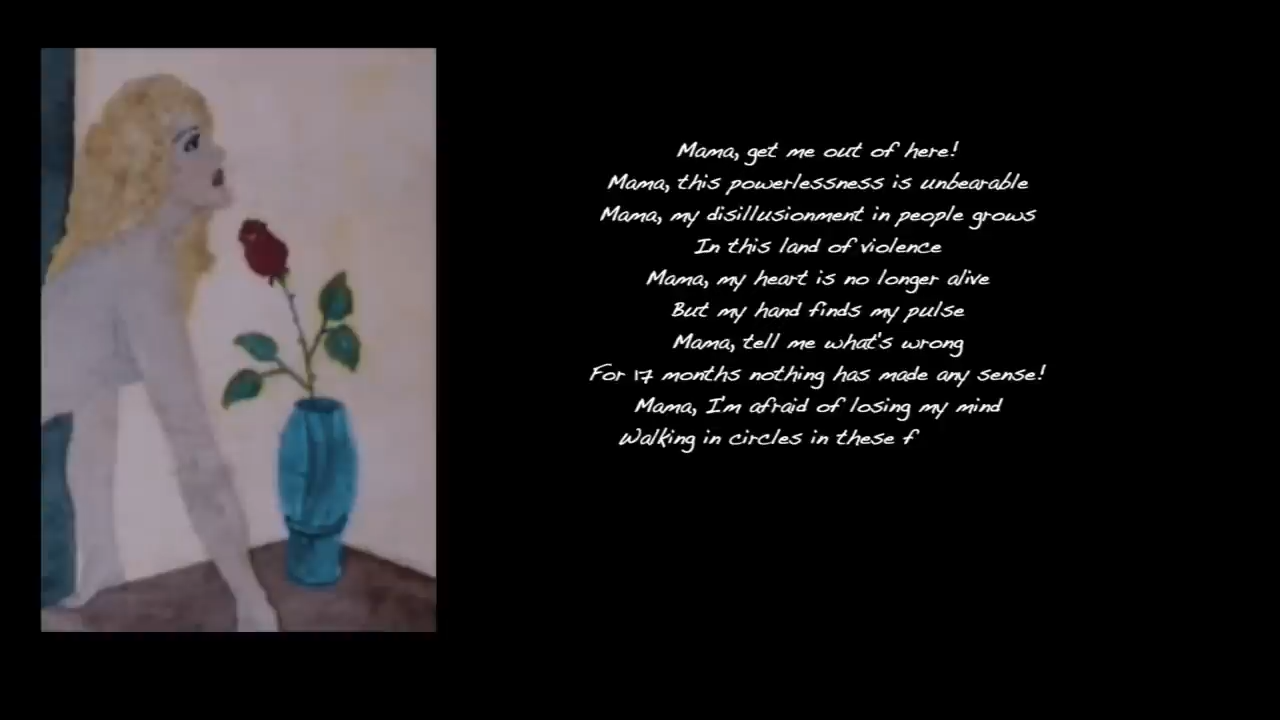 Mama, get me out of here!
Mama, this powerlessness is unbearable
Mama, my disillusionment in people grows
In this land of violence
Mama, my heart is no longer alive
But my hand finds my pulse
Mama, tell me what's wrong
For 17 months nothing has made any sense!
Mama, I'm afraid of losing my mind
Walking in circles in these f